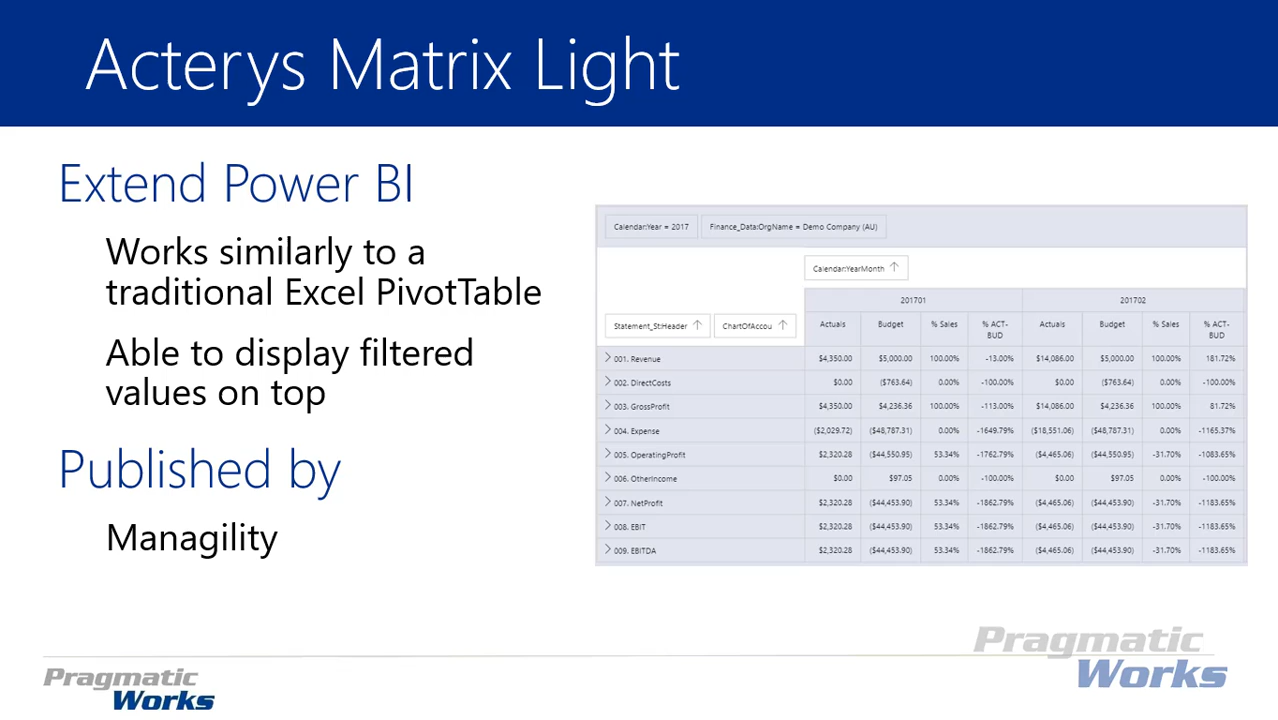 Acterys Matrix Light
Extend Power BI
Works similarly to a
traditional Excel PivotTable
Able to display filtered
values on top
Published by
Managility
Calendar:Year = 2017 Finance_Data:OrgName = Demo Company (AU)
Calendar:YearMonth
201701 201702
Statement_St:Header ChartOfAccou Actuals Budget % Sales % ACT-BUD Actuals Budget % Sales % ACT-BUD
001. Revenue $4,350.00 $5,000.00 100.00% -13.00% $14,086.00 $5,000.00 100.00% 181.72%
002. DirectCosts $0.00 ($763.64) 0.00% -100.00% $0.00 ($763.64) 0.00% -100.00%
003. GrossProfit $4,350.00 $4,236.36 100.00% -113.00% $14,086.00 $4,236.36 100.00% 81.72%
004. Expense ($2,029.72) ($48,787.31) 0.00% -1649.79% ($18,551.06) ($48,787.31) 0.00% -1165.37%
005. OperatingProfit $2,320.28 ($44,550.95) 53.34% -1762.79% ($4,465.06) ($44,550.95) -31.70% -1083.65%
006. OtherIncome $0.00 $97.05 0.00% -100.00% $0.00 $97.05 0.00% -100.00%
007. NetProfit $2,320.28 ($44,453.90) 53.34% -1862.79% ($4,465.06) ($44,453.90) -31.70% -1183.65%
008. EBIT $2,320.28 ($44,453.90) 53.34% -1862.79% ($4,465.06) ($44,453.90) -31.70% -1183.65%
009. EBITDA $2,320.28 ($44,453.90) 53.34% -1862.79% ($4,465.06) ($44,453.90) -31.70% -1183.65%
Pragmatic
Works
Pragmatic
Works